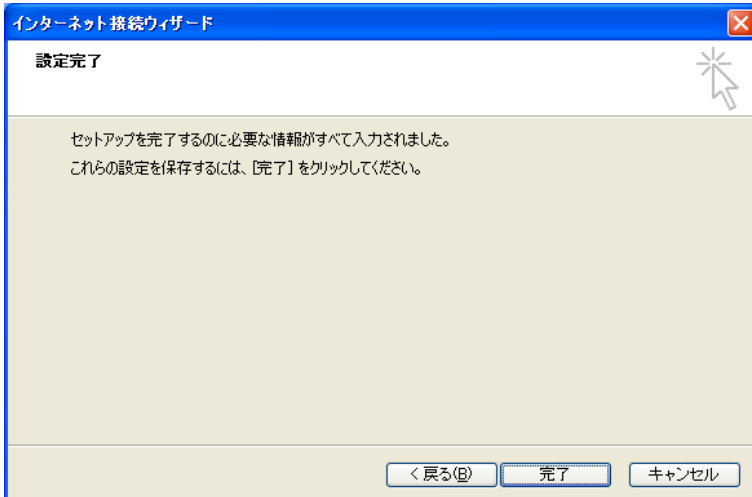 インターネット接続ウィザード
設定完了
セットアップを完了するのに必要な情報がすべて入力されました。
これらの設定を保存するには、[完了] をクリックしてください。
< 戻る(B)
完了
キャンセル